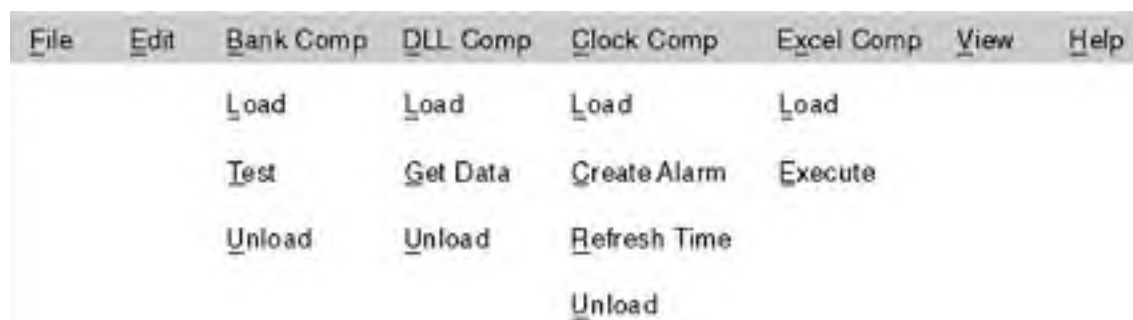 File Edit Bank Comp DLL Comp Clock Comp Excel Comp View Help
Load Load Load Load
Test Get Data Create Alarm Execute
Unload Unload Refresh Time
Unload